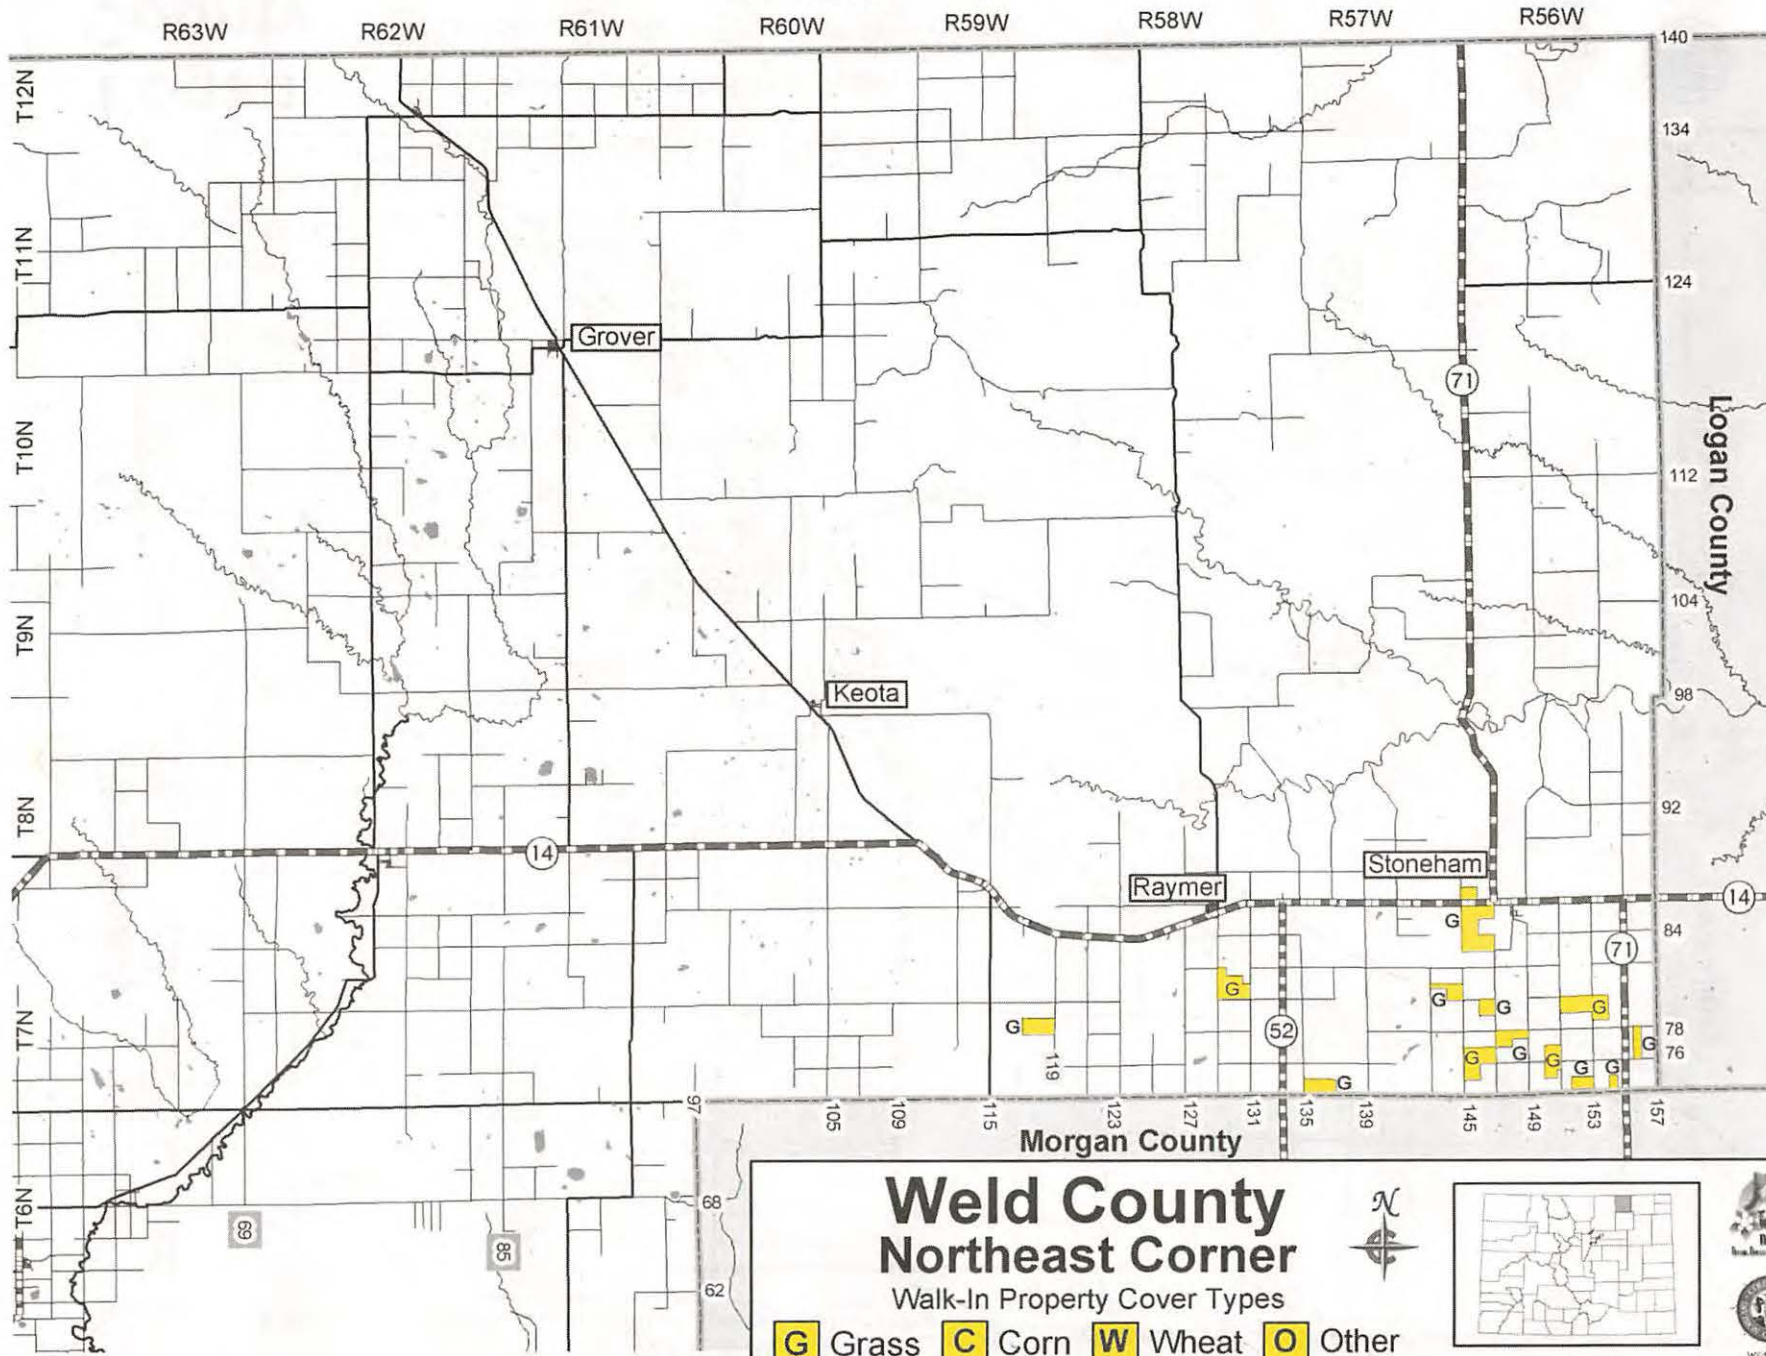 R63W R62W R61W R60W R59W R58W R57W R56W
140
T12N
134
T11N
124
Grover
71
Logan County
T10N
112
104
T9N
Keota
98
T8N
92
14
Stoneham
Raymer
14
G
84
71
G
G
G
G
T7N
G
52
78
G
G
76
G
G
G
G
119
G
97
105 109 115 123 127 131 135 139 145 149 153 157
Morgan County
T6N
68
69
85
62
Weld County
Northeast Corner
Walk-In Property Cover Types
G Grass C Corn W Wheat O Other
N